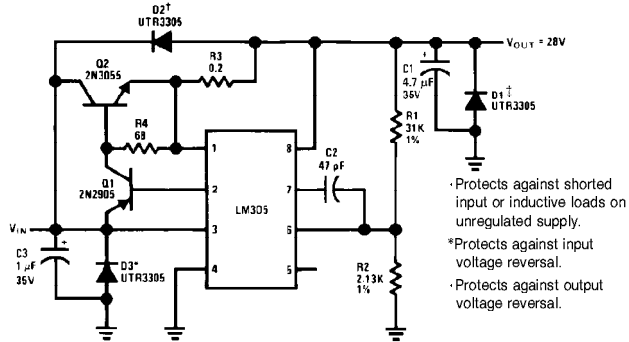 D2†
UTR3305
VOUT = 28V
Q2
2N3055
R3
0.2
C1
4.7 μF
35V
+
D1‡
UTR3305
R4
68
R1
31K
1%
1
8
C2
47 pF
Q1
2N2905
2
7
LM305
VIN
3
6
+
C3
1 μF
35V
D3*
UTR3305
4
5
R2
2.13K
1%
·Protects against shorted
input or inductive loads on
unregulated supply.
*Protects against input
voltage reversal.
·Protects against output
voltage reversal.